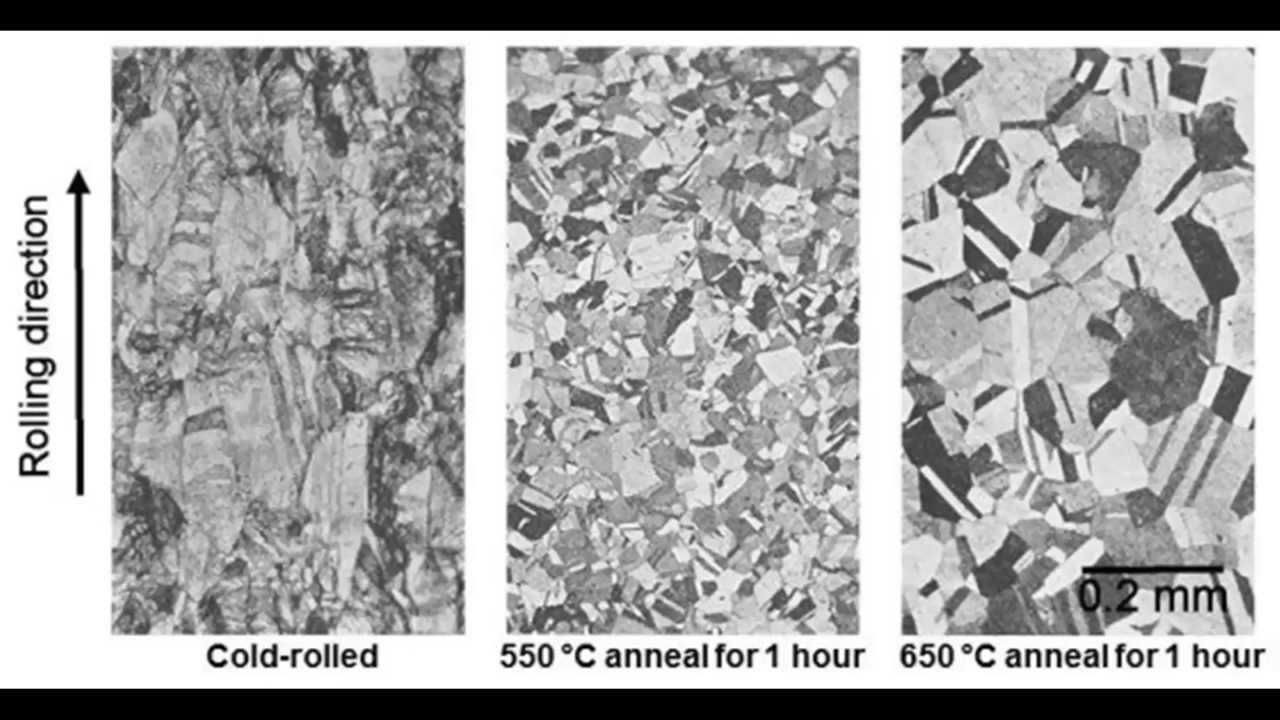 Rolling direction
0.2 mm
Cold-rolled
550 °C anneal for 1 hour
650 °C anneal for 1 hour